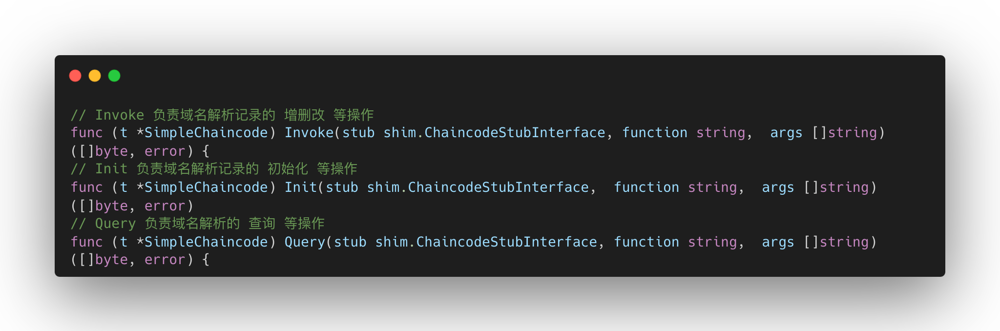 // Invoke 负责域名解析记录的 增删改 等操作
func (t *SimpleChaincode) Invoke(stub shim.ChaincodeStubInterface, function string,  args []string)
([]byte, error) {
// Init 负责域名解析记录的 初始化 等操作
func (t *SimpleChaincode) Init(stub shim.ChaincodeStubInterface,  function string,  args []string)
([]byte, error)
// Query 负责域名解析的 查询 等操作
func (t *SimpleChaincode) Query(stub shim.ChaincodeStubInterface, function string,  args []string)
([]byte, error) {